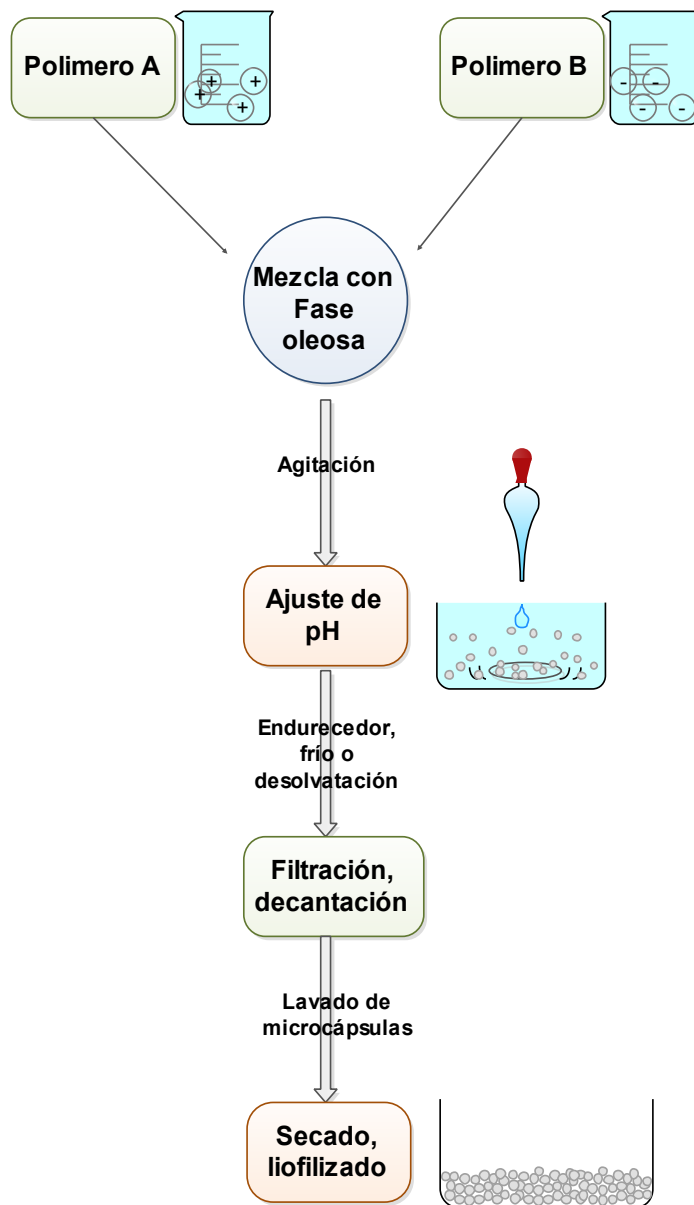 Polimero A
+
+
+
+
Polimero B
-
-
-
-
Mezcla con
Fase
oleosa
Agitación
Ajuste de
pH
Endurecedor,
frío o
desolvatación
Filtración,
decantación
Lavado de
microcápsulas
Secado,
liofilizado